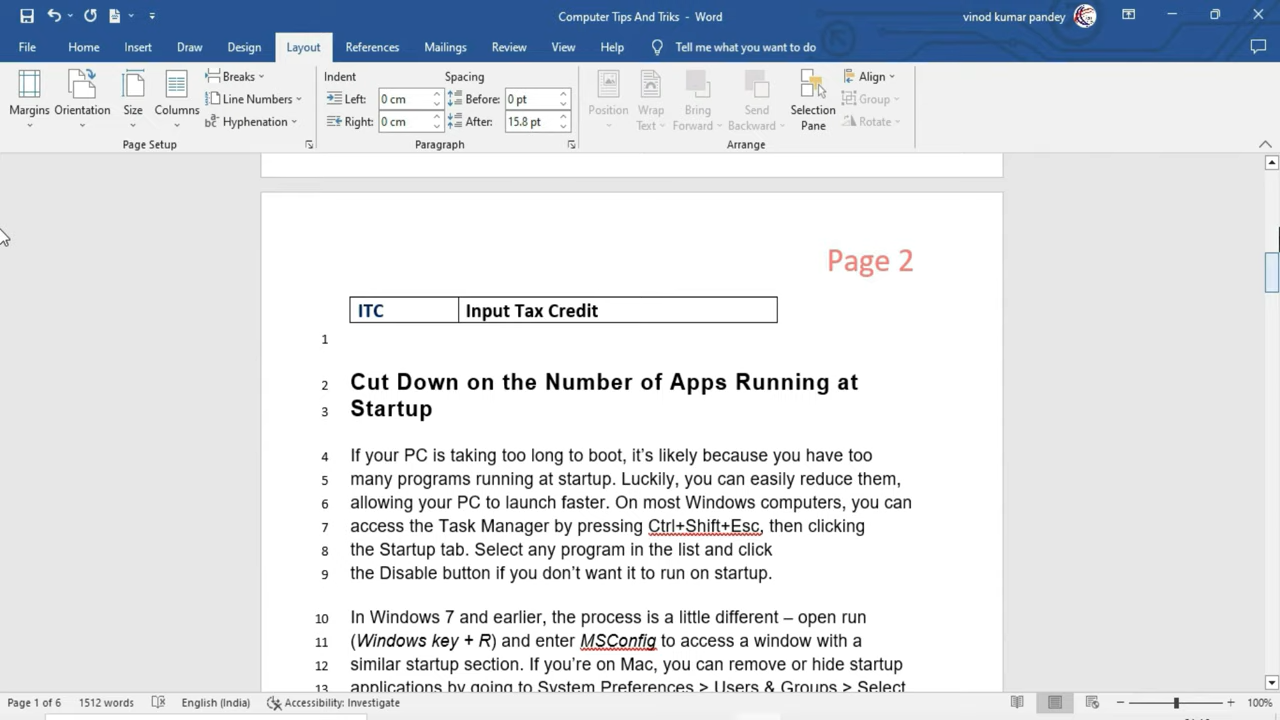 Computer Tips And Triks - Word
vinod kumar pandey
File Home Insert Draw Design Layout References Mailings Review View Help Tell me what you want to do
Margins Orientation Size Columns
Breaks
Line Numbers
Hyphenation
Page Setup
Indent Spacing
Left: 0 cm Before: 0 pt
Right: 0 cm After: 15.8 pt
Paragraph
Position Wrap Text Bring Forward Send Backward Selection Pane
Align
Group
Rotate
Arrange
Page 2
ITC Input Tax Credit
1
2 Cut Down on the Number of Apps Running at
3 Startup
4 If your PC is taking too long to boot, it’s likely because you have too
5 many programs running at startup. Luckily, you can easily reduce them,
6 allowing your PC to launch faster. On most Windows computers, you can
7 access the Task Manager by pressing Ctrl+Shift+Esc, then clicking
8 the Startup tab. Select any program in the list and click
9 the Disable button if you don’t want it to run on startup.
10 In Windows 7 and earlier, the process is a little different – open run
11 (Windows key + R) and enter MSConfig to access a window with a
12 similar startup section. If you’re on Mac, you can remove or hide startup
13 applications by going to System Preferences > Users & Groups > Select
Page 1 of 6 1512 words English (India) Accessibility: Investigate 100%